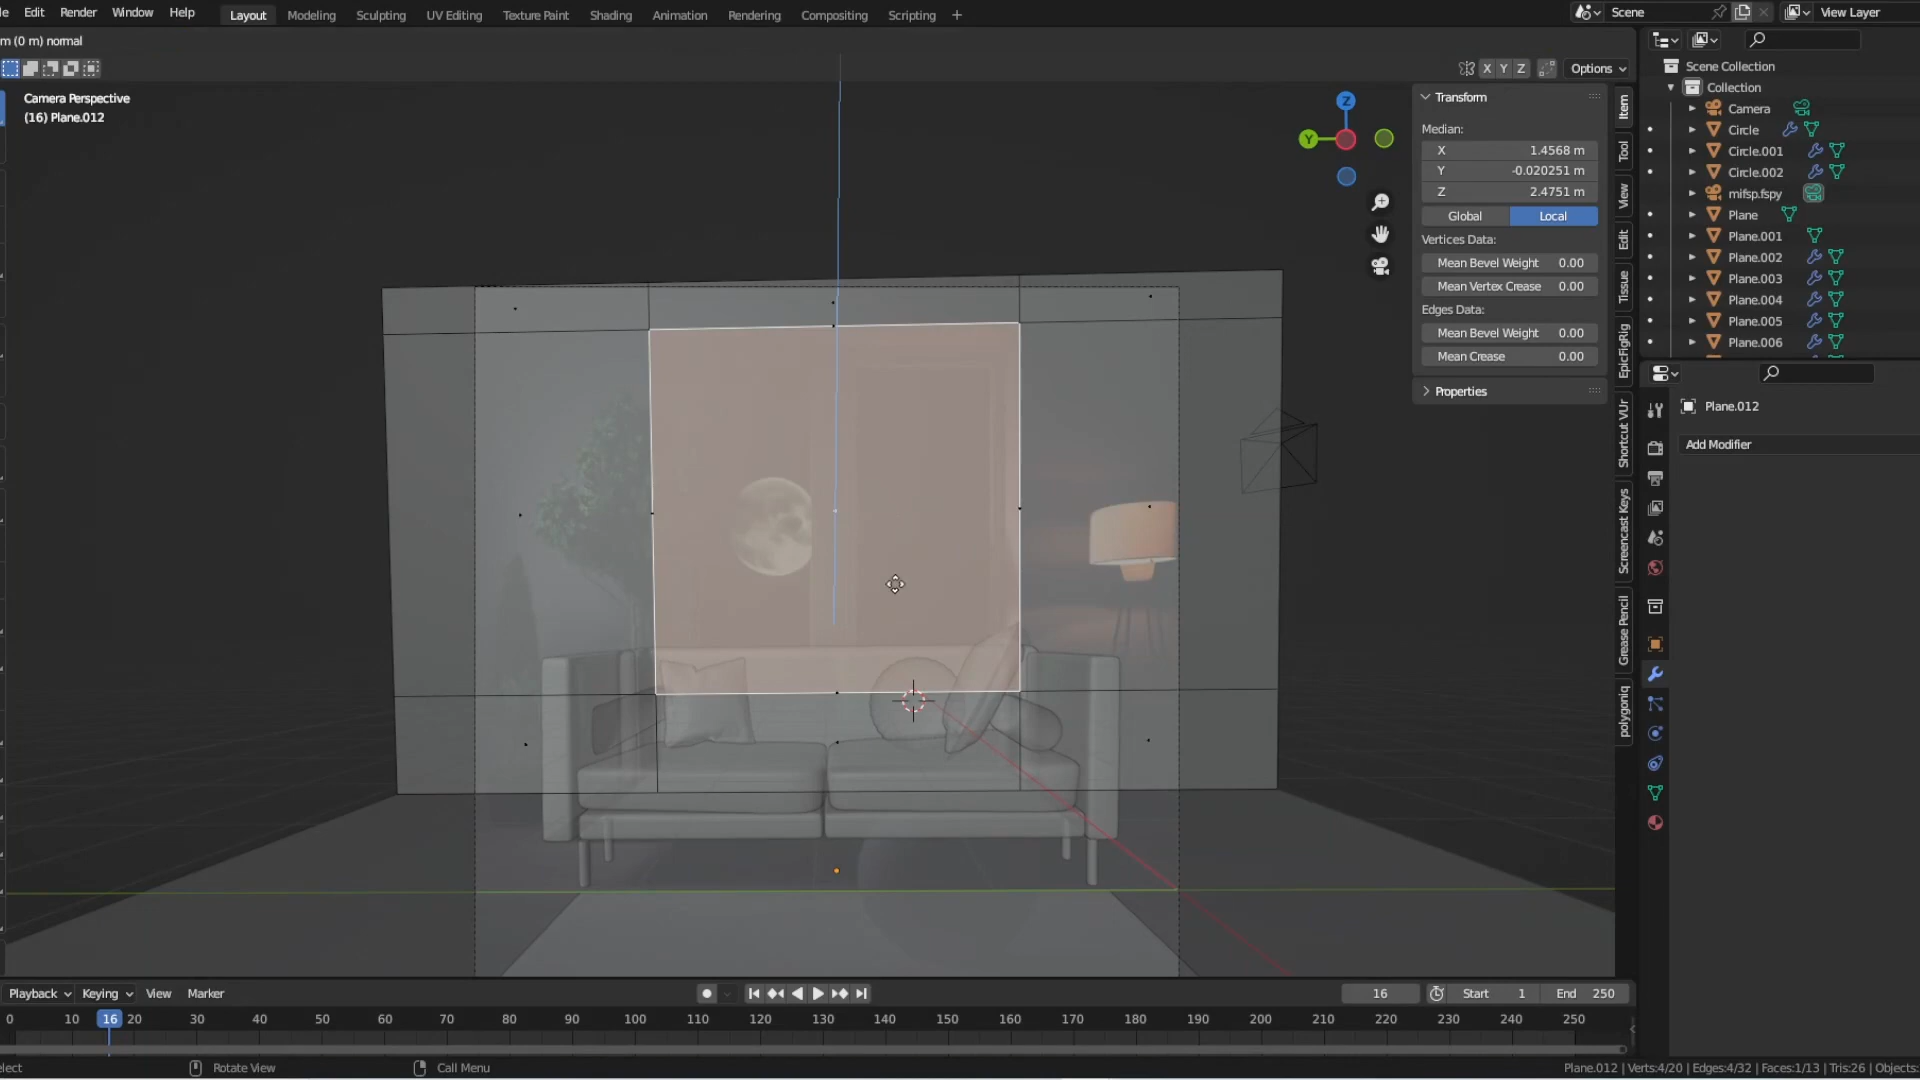 Edit Render Window Help Layout Modeling Sculpting UV Editing Texture Paint Shading Animation Rendering Compositing Scripting + Scene View Layer
m (0 m) normal
X Y Z Options
Camera Perspective
(16) Plane.012
Z
Y
Transform
Median:
X 1.4568 m
Y -0.020251 m
Z 2.4751 m
Global Local
Vertices Data:
Mean Bevel Weight 0.00
Mean Vertex Crease 0.00
Edges Data:
Mean Bevel Weight 0.00
Mean Crease 0.00
Properties
Item
Tool
View
Edit
Tissue
EpicFigRig
Shortcut VUr
Screencast Keys
Grease Pencil
polygoniq
Scene Collection
Collection
Camera
Circle
Circle.001
Circle.002
mifsp.fspy
Plane
Plane.001
Plane.002
Plane.003
Plane.004
Plane.005
Plane.006
Plane.012
Add Modifier
Playback Keying View Marker 16 Start 1 End 250
0 10 16 20 30 40 50 60 70 80 90 100 110 120 130 140 150 160 170 180 190 200 210 220 230 240 250
elect Rotate View Call Menu Plane.012 | Verts:4/20 | Edges:4/32 | Faces:1/13 | Tris:26 | Objects: